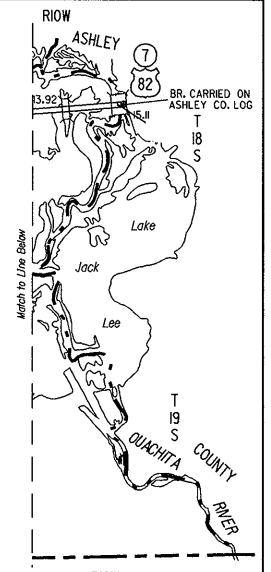 RIOW
ASHLEY
7
82
BR. CARRIED ON
ASHLEY CO. LOG
13.92
15.11
T
18
S
Lake
Jack
Lee
Match to Line Below
T
19
S
OUACHITA
COUNTY
RIVER